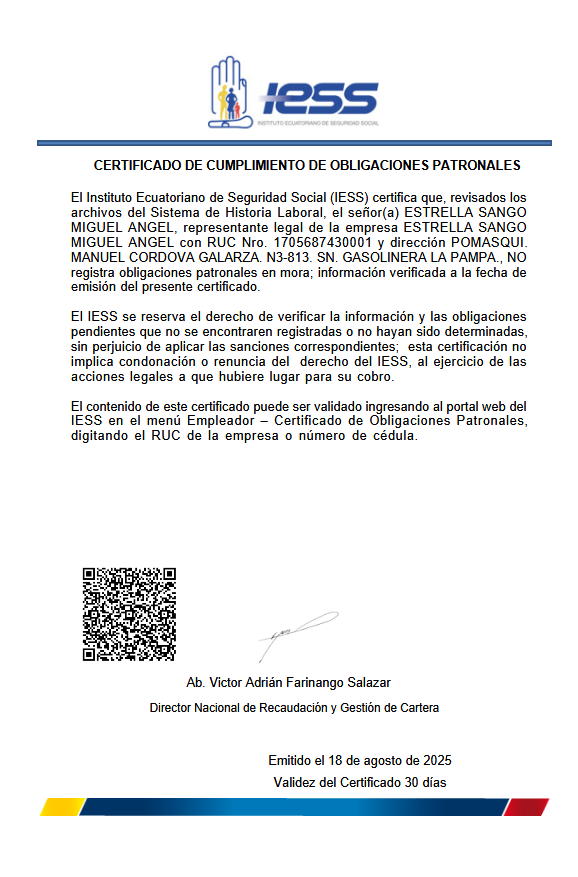 IESS
INSTITUTO ECUATORIANO DE SEGURIDAD SOCIAL
CERTIFICADO DE CUMPLIMIENTO DE OBLIGACIONES PATRONALES
El Instituto Ecuatoriano de Seguridad Social (IESS) certifica que, revisados los
archivos del Sistema de Historia Laboral, el señor(a) ESTRELLA SANGO
MIGUEL ANGEL, representante legal de la empresa ESTRELLA SANGO
MIGUEL ANGEL con RUC Nro. 1705687430001 y dirección POMASQUI.
MANUEL CORDOVA GALARZA. N3-813. SN. GASOLINERA LA PAMPA., NO
registra obligaciones patronales en mora; información verificada a la fecha de
emisión del presente certificado.
El IESS se reserva el derecho de verificar la información y las obligaciones
pendientes que no se encontraren registradas o no hayan sido determinadas,
sin perjuicio de aplicar las sanciones correspondientes; esta certificación no
implica condonación o renuncia del derecho del IESS, al ejercicio de las
acciones legales a que hubiere lugar para su cobro.
El contenido de este certificado puede ser validado ingresando al portal web del
IESS en el menú Empleador – Certificado de Obligaciones Patronales,
digitando el RUC de la empresa o número de cédula.
Ab. Victor Adrián Farinango Salazar
Director Nacional de Recaudación y Gestión de Cartera
Emitido el 18 de agosto de 2025
Validez del Certificado 30 días